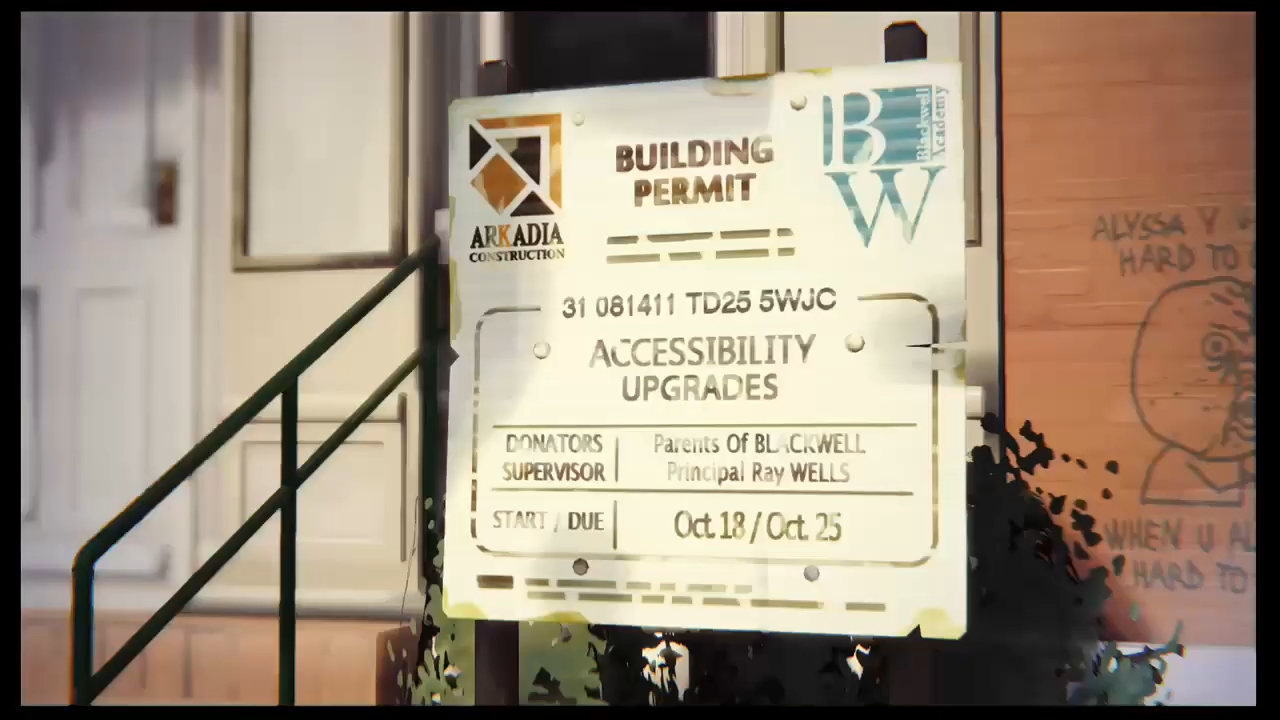 BUILDING
PERMIT
ARKADIA
CONSTRUCTION
BW
Blackwell
Academy
31 081411 TD25 5WJC
ACCESSIBILITY
UPGRADES
DONATORS Parents Of BLACKWELL
SUPERVISOR Principal Ray WELLS
START / DUE Oct. 18 / Oct. 25
ALYSSA Y
HARD TO
WHEN U
HARD TO